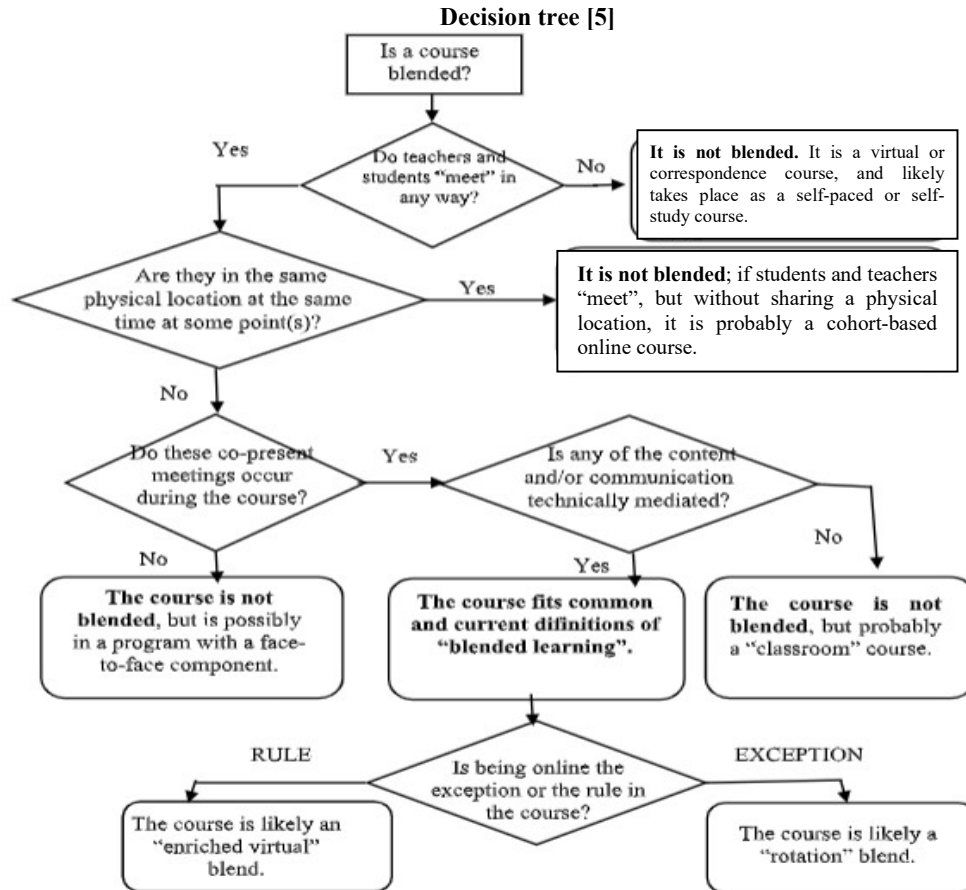 Decision tree [5]
Is a course
blended?
Yes
Do teachers and
students “meet” in
any way?
No
It is not blended. It is a virtual or
correspondence course, and likely
takes place as a self-paced or self-
study course.
Are they in the same
physical location at the same
time at some point(s)?
Yes
It is not blended; if students and teachers
“meet”, but without sharing a physical
location, it is probably a cohort-based
online course.
No
Do these co-present
meetings occur
during the course?
Yes
Is any of the content
and/or communication
technically mediated?
No
No
Yes
The course is not
blended, but is possibly
in a program with a face-
to-face component.
The course fits common
and current difinitions of
“blended learning”.
The course is not
blended, but probably
a “classroom” course.
RULE
Is being online the
exception or the rule in
the course?
EXCEPTION
The course is likely an
“enriched virtual”
blend.
The course is likely a
“rotation” blend.